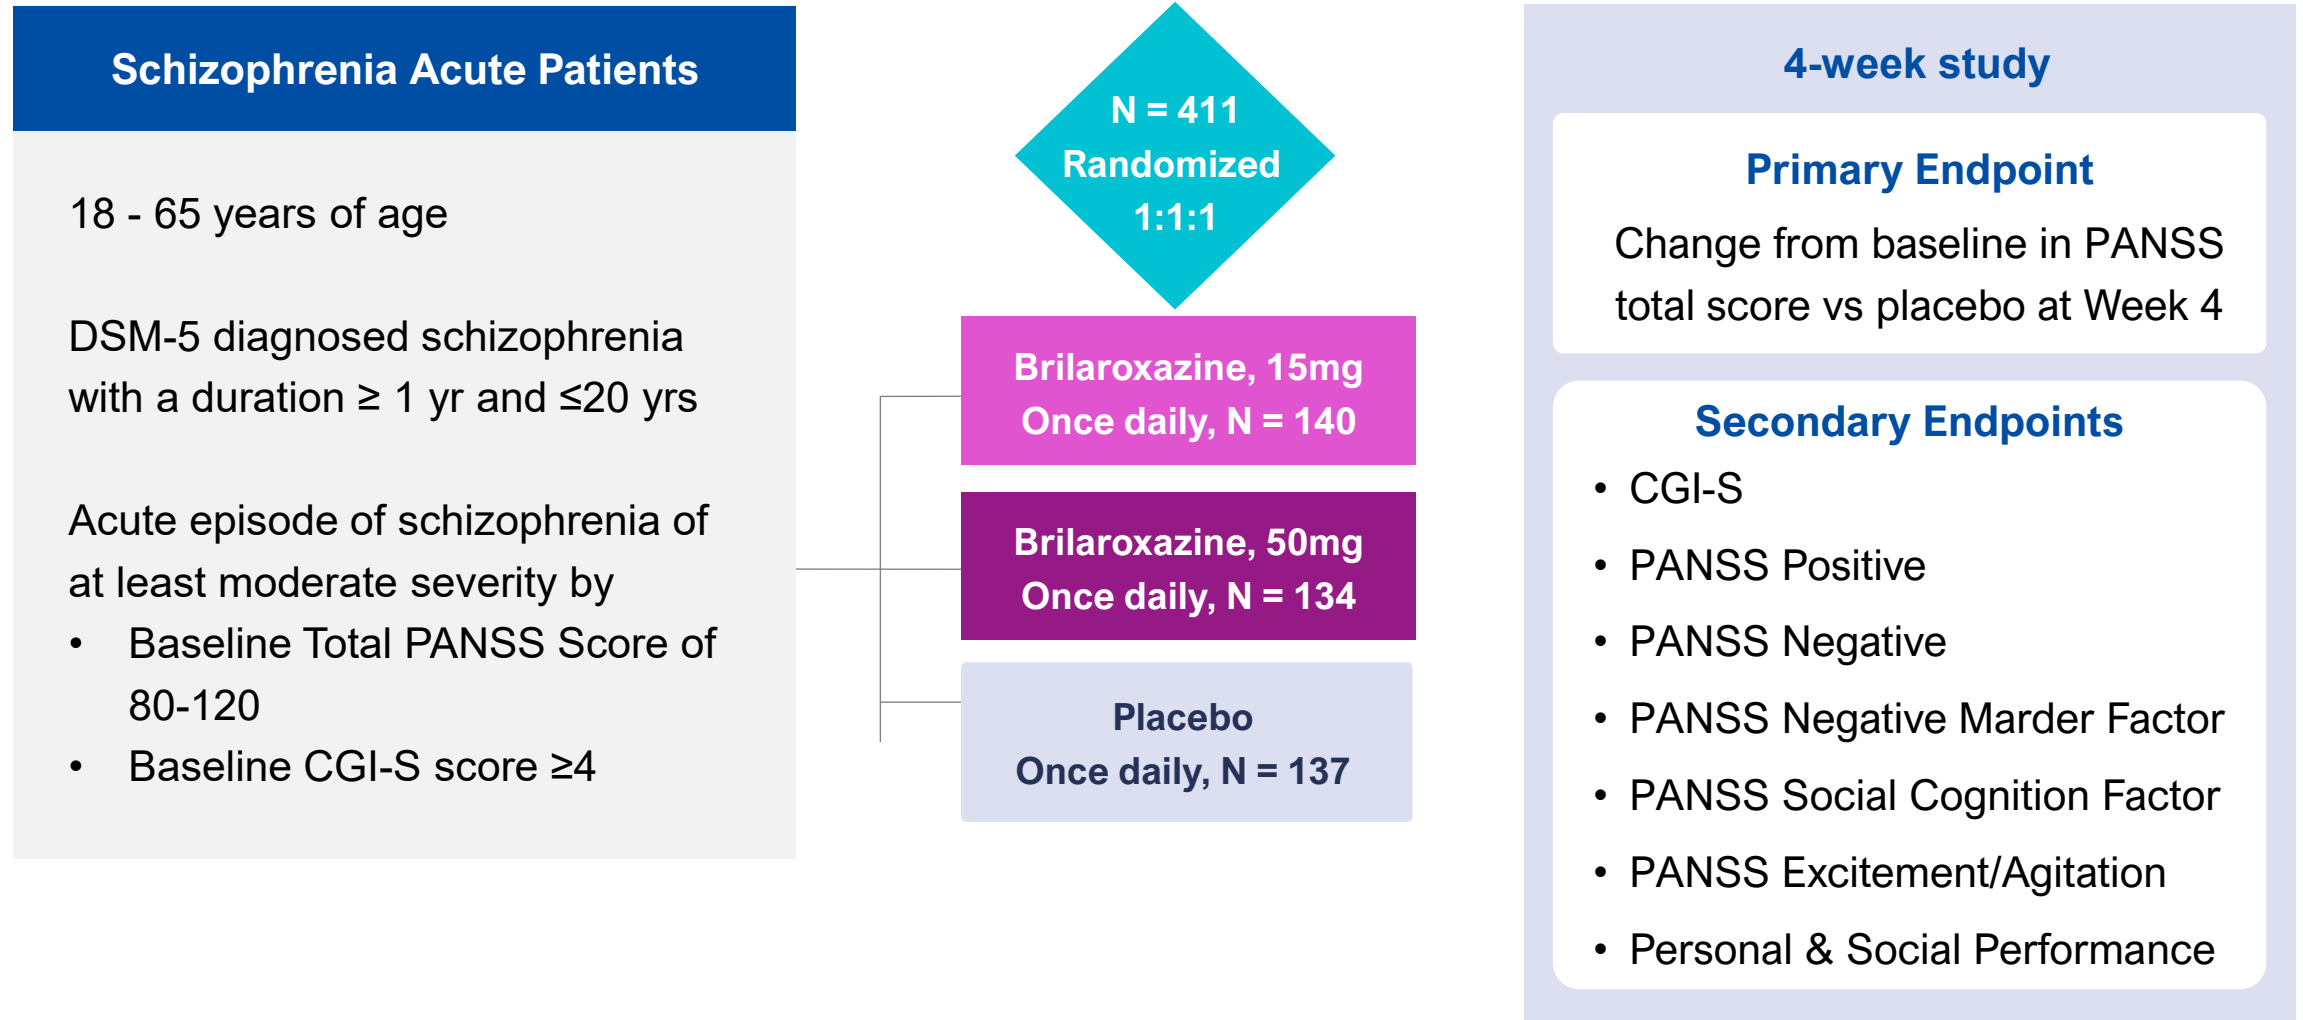 Schizophrenia Acute Patients
18 - 65 years of age
DSM-5 diagnosed schizophrenia
with a duration ≥ 1 yr and ≤20 yrs
Acute episode of schizophrenia of
at least moderate severity by
• Baseline Total PANSS Score of
80-120
• Baseline CGI-S score ≥4
N = 411
Randomized
1:1:1
Brilaroxazine, 15mg
Once daily, N = 140
Brilaroxazine, 50mg
Once daily, N = 134
Placebo
Once daily, N = 137
4-week study
Primary Endpoint
Change from baseline in PANSS
total score vs placebo at Week 4
Secondary Endpoints
• CGI-S
• PANSS Positive
• PANSS Negative
• PANSS Negative Marder Factor
• PANSS Social Cognition Factor
• PANSS Excitement/Agitation
• Personal & Social Performance